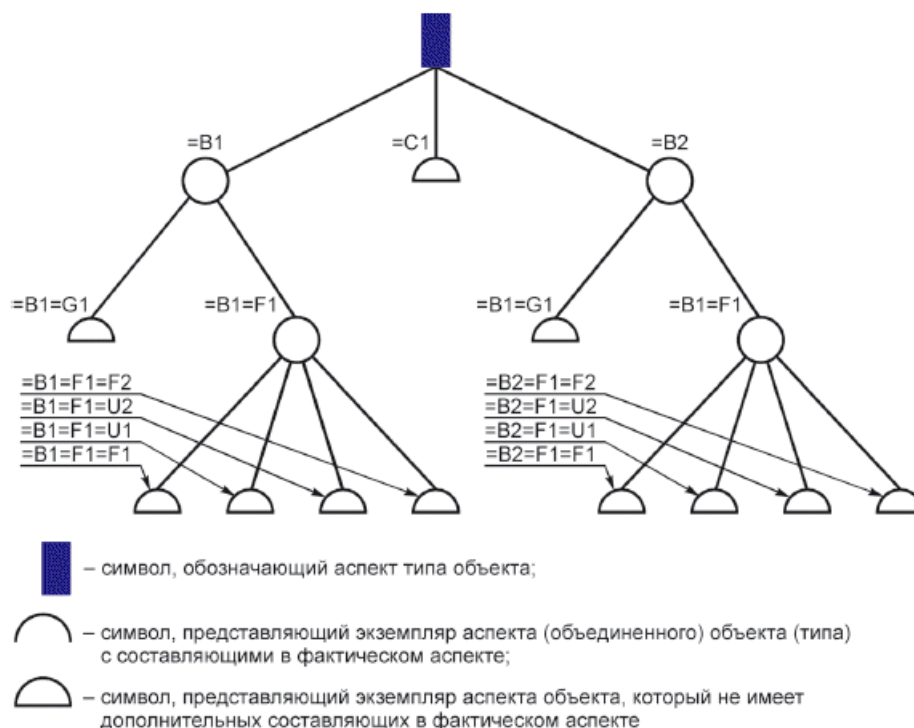 =B1
=C1
=B2
=B1=G1
=B1=F1
=B1=G1
=B1=F1
=B1=F1=F2
=B1=F1=U2
=B1=F1=U1
=B1=F1=F1
=B2=F1=F2
=B2=F1=U2
=B2=F1=U1
=B2=F1=F1
– символ, обозначающий аспект типа объекта;
– символ, представляющий экземпляр аспекта (объединенного) объекта (типа)
с составляющими в фактическом аспекте;
– символ, представляющий экземпляр аспекта объекта, который не имеет
дополнительных составляющих в фактическом аспекте